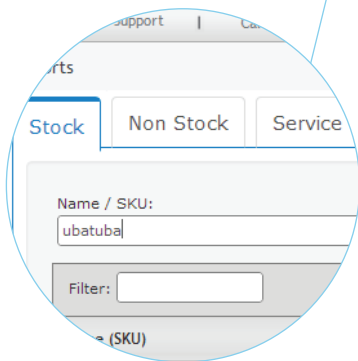 Support |
Stock Non Stock Service
Name / SKU:
ubatuba
Filter:
(SKU)